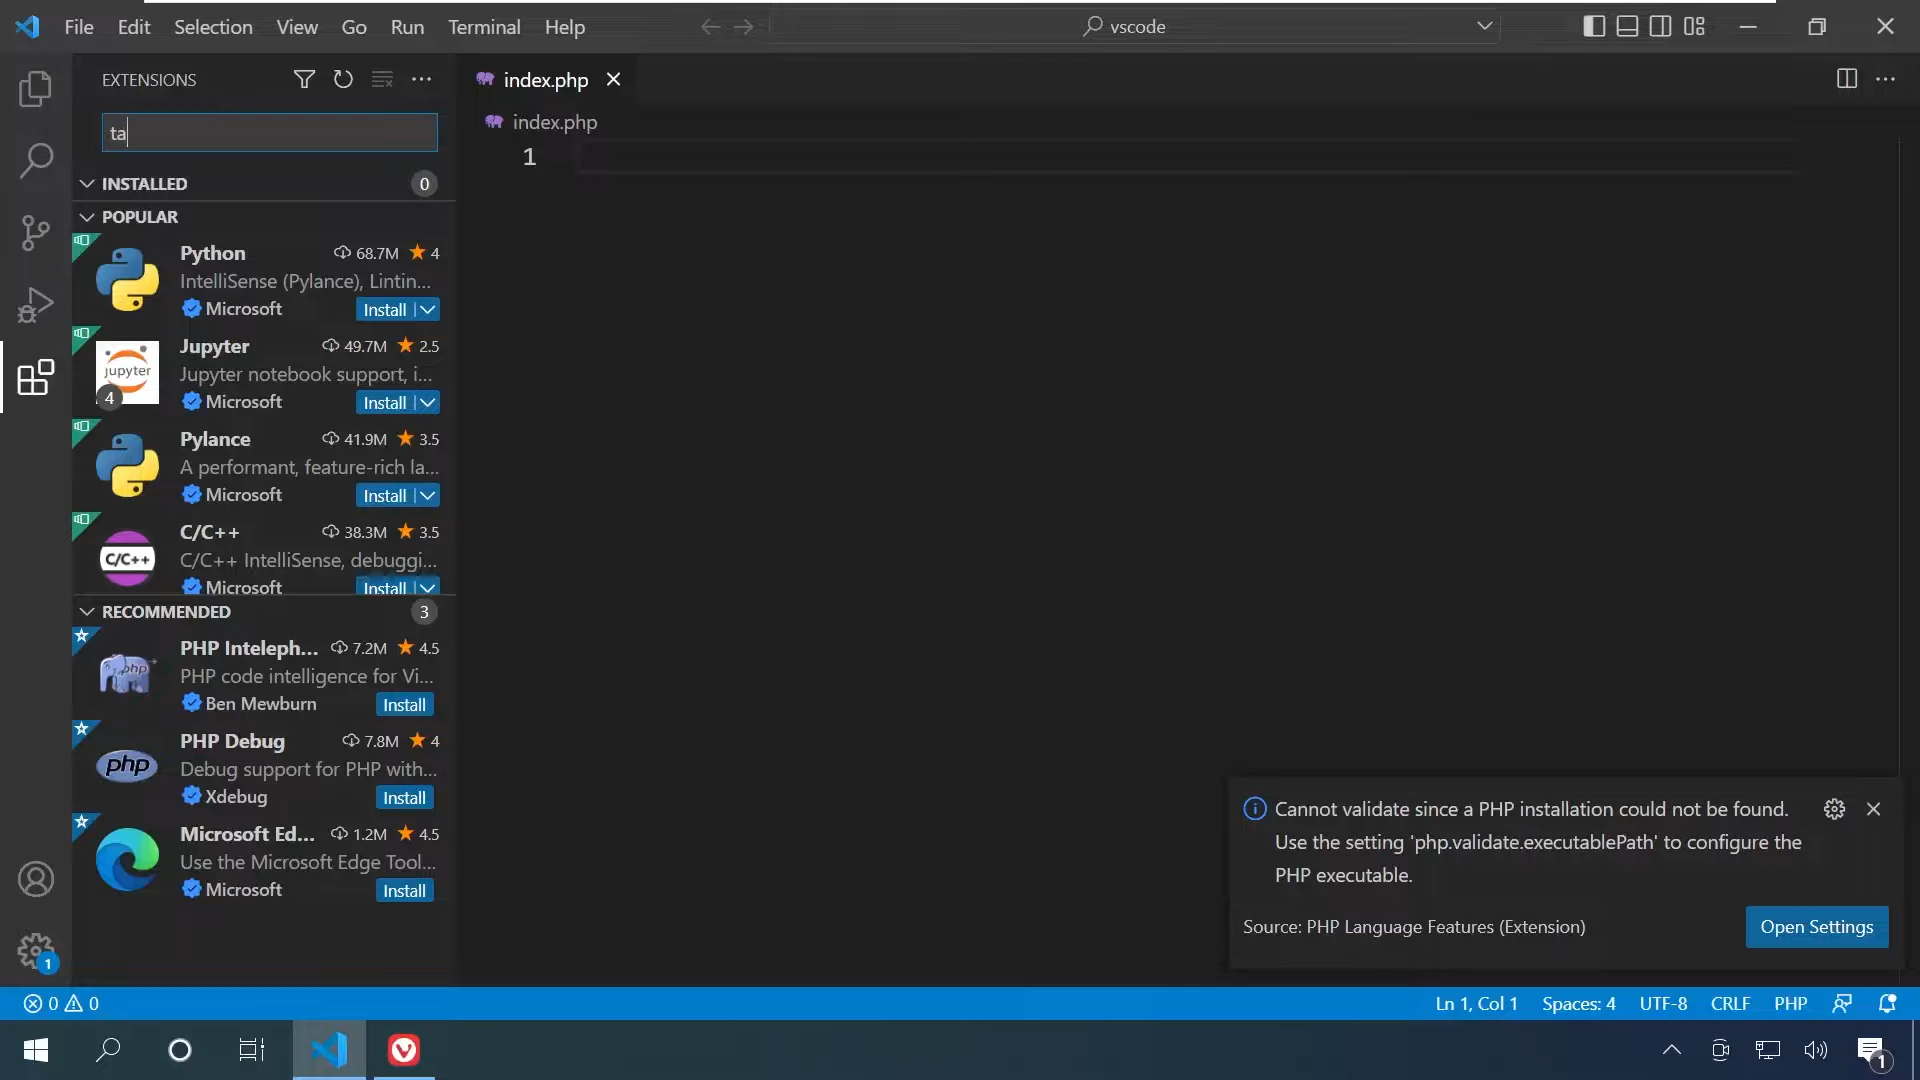 File Edit Selection View Go Run Terminal Help
vscode
EXTENSIONS
ta
INSTALLED 0
POPULAR
Python 68.7M 4
IntelliSense (Pylance), Lintin...
Microsoft Install
Jupyter 49.7M 2.5
jupyter
Jupyter notebook support, i...
4
Microsoft Install
Pylance 41.9M 3.5
A performant, feature-rich la...
Microsoft Install
C/C++ 38.3M 3.5
C/C++
C/C++ IntelliSense, debuggi...
Microsoft Install
RECOMMENDED 3
PHP Inteleph... 7.2M 4.5
php
PHP code intelligence for Vi...
Ben Mewburn Install
PHP Debug 7.8M 4
php
Debug support for PHP with...
Xdebug Install
Microsoft Ed... 1.2M 4.5
Use the Microsoft Edge Tool...
Microsoft Install
1
index.php
index.php
1
Cannot validate since a PHP installation could not be found.
Use the setting 'php.validate.executablePath' to configure the
PHP executable.
Source: PHP Language Features (Extension)
Open Settings
0 0
Ln 1, Col 1 Spaces: 4 UTF-8 CRLF PHP
1